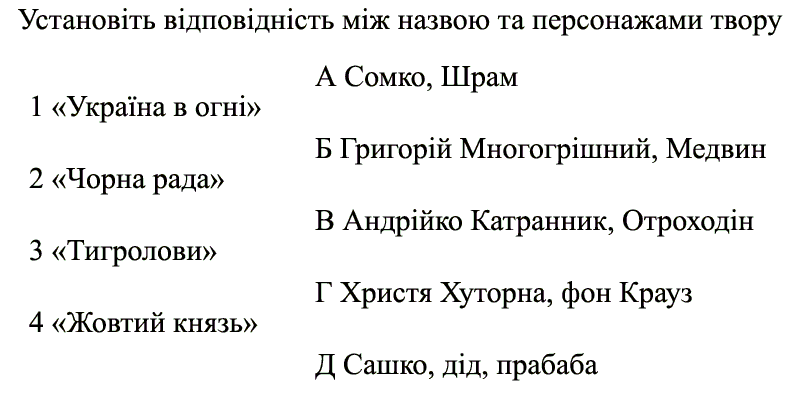 Установіть відповідність між назвою та персонажами твору
А Сомко, Шрам
1 «Україна в огні»
Б Григорій Многогрішний, Медвин
2 «Чорна рада»
В Андрійко Катранник, Отроходін
3 «Тигролови»
Г Христя Хуторна, фон Крауз
4 «Жовтий князь»
Д Сашко, дід, прабаба